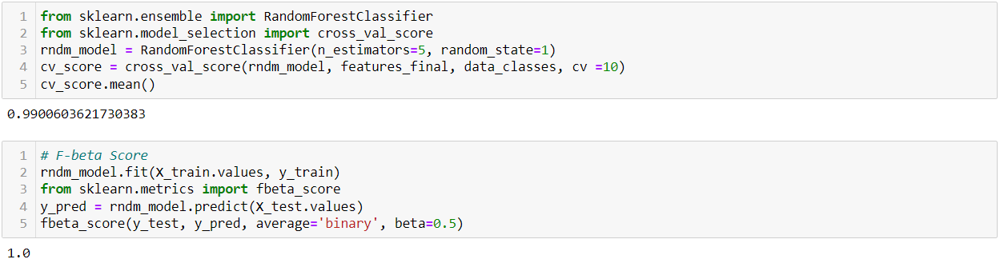 1 from sklearn.ensemble import RandomForestClassifier
2 from sklearn.model_selection import cross_val_score
3 rndm_model = RandomForestClassifier(n_estimators=5, random_state=1)
4 cv_score = cross_val_score(rndm_model, features_final, data_classes, cv =10)
5 cv_score.mean()
0.9900603621730383
1 # F-beta Score
2 rndm_model.fit(X_train.values, y_train)
3 from sklearn.metrics import fbeta_score
4 y_pred = rndm_model.predict(X_test.values)
5 fbeta_score(y_test, y_pred, average='binary', beta=0.5)
1.0